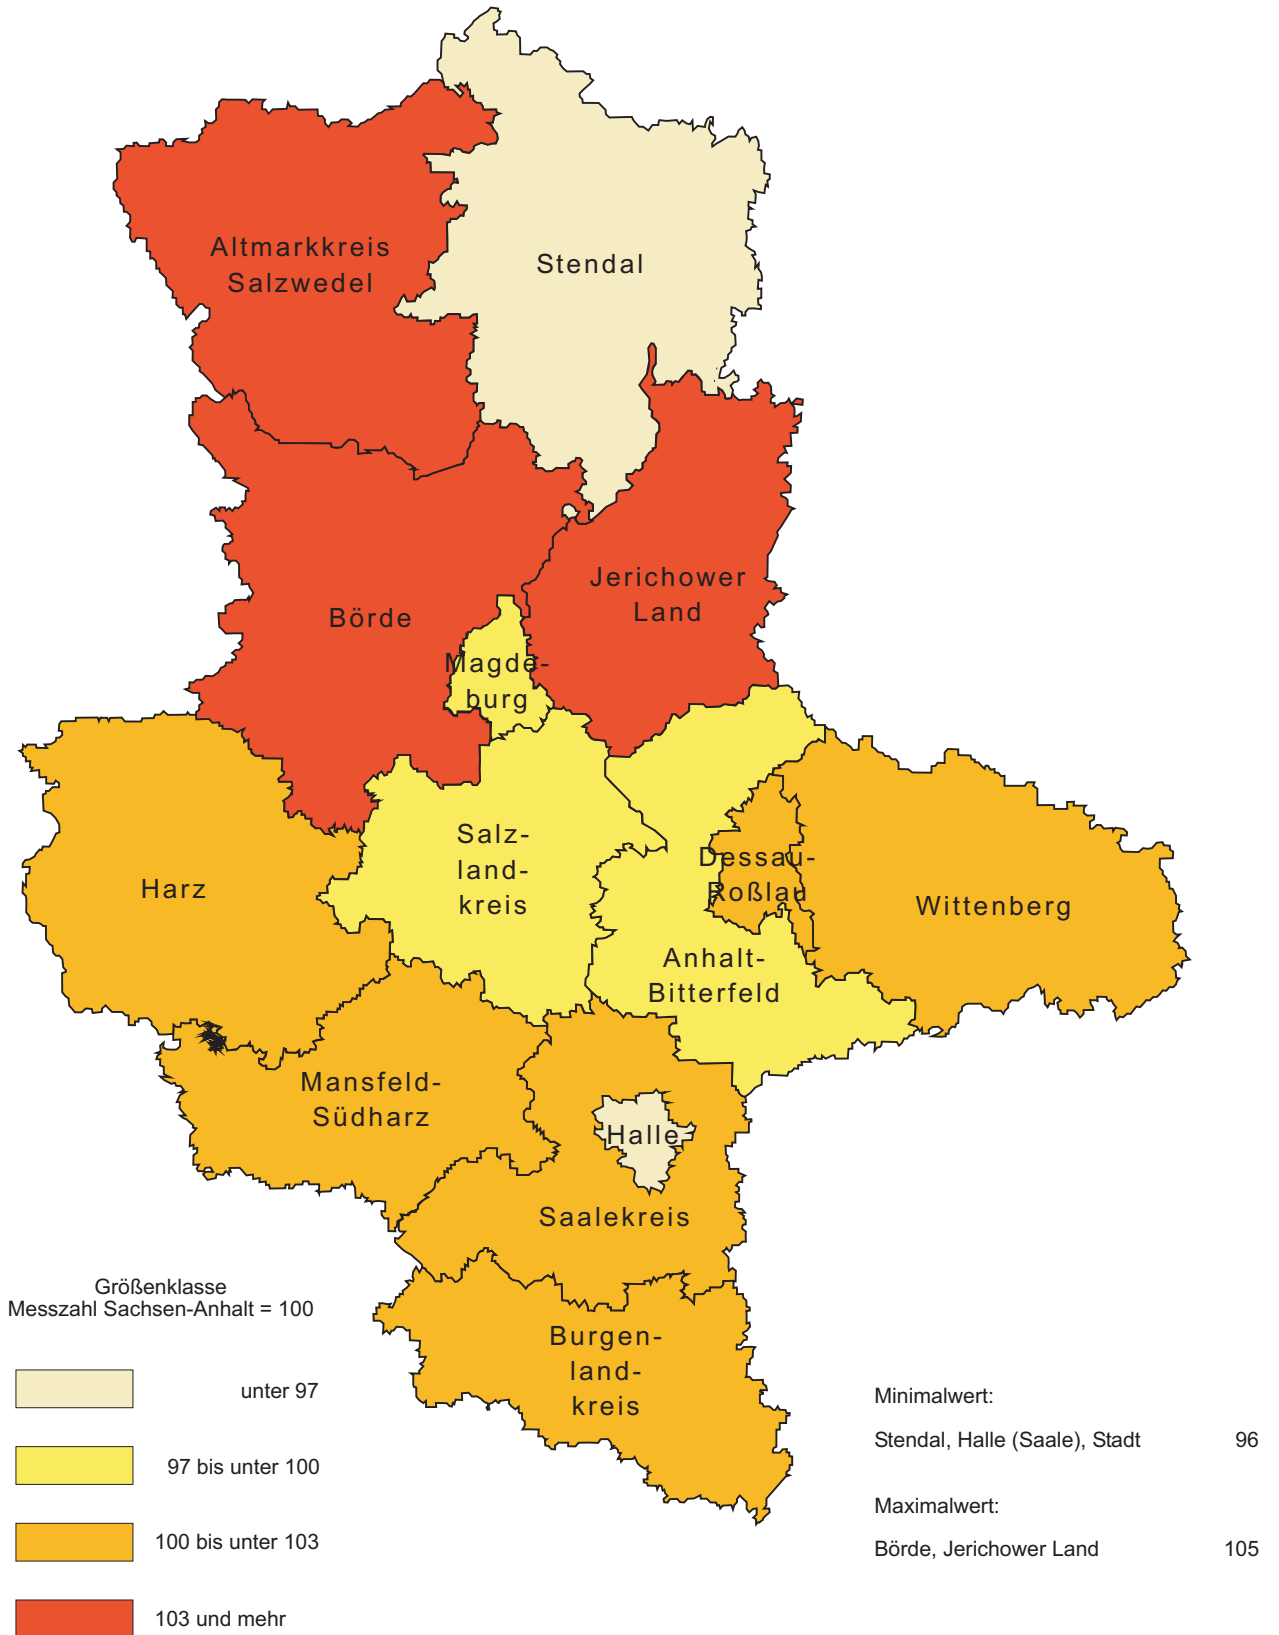 Altmarkkreis
Salzwedel
Stendal
Jerichower
Land
Börde
Magde-
burg
Salz-
land-
kreis
Dessau-
Roßlau
Harz
Wittenberg
Anhalt-
Bitterfeld
Mansfeld-
Südharz
Halle
Saalekreis
Burgen-
land-
kreis
Größenklasse
Messzahl Sachsen-Anhalt = 100
unter 97
97 bis unter 100
100 bis unter 103
103 und mehr
Minimalwert:
Stendal, Halle (Saale), Stadt 96
Maximalwert:
Börde, Jerichower Land 105